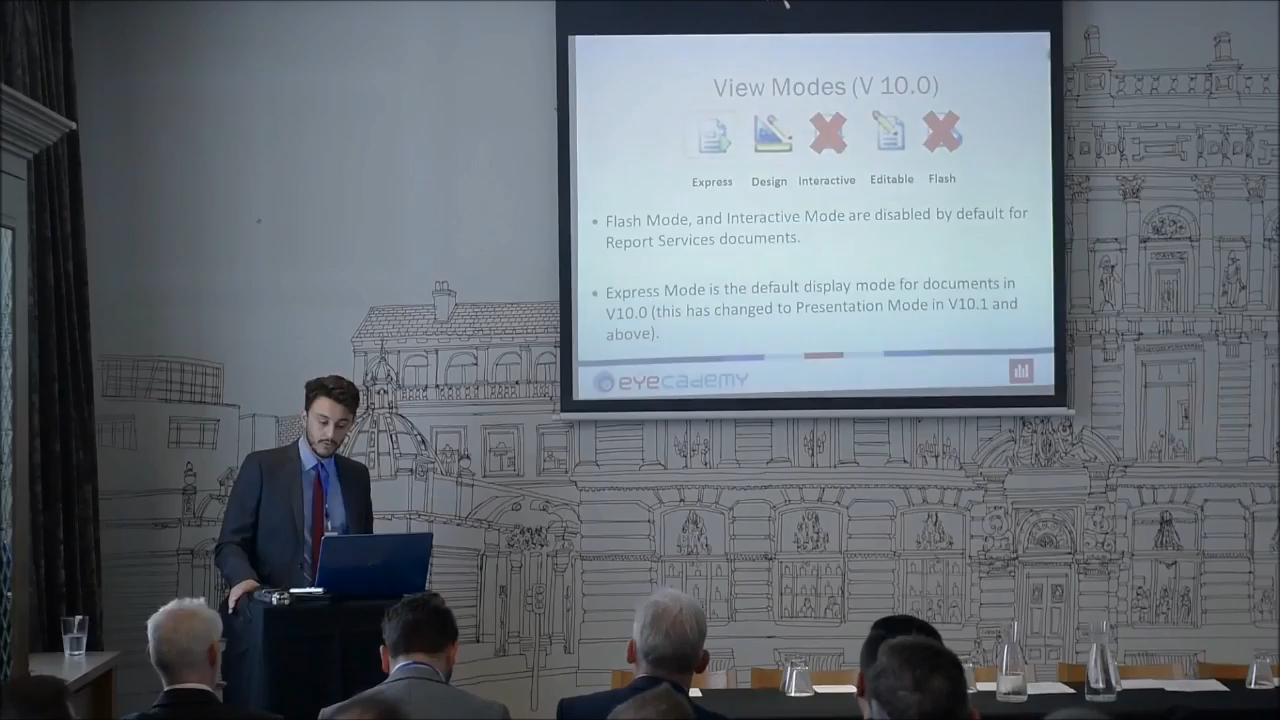 View Modes (V 10.0)
Express Design Interactive Editable Flash
• Flash Mode, and Interactive Mode are disabled by default for
Report Services documents.
• Express Mode is the default display mode for documents in
V10.0 (this has changed to Presentation Mode in V10.1 and
above).
eyecademy